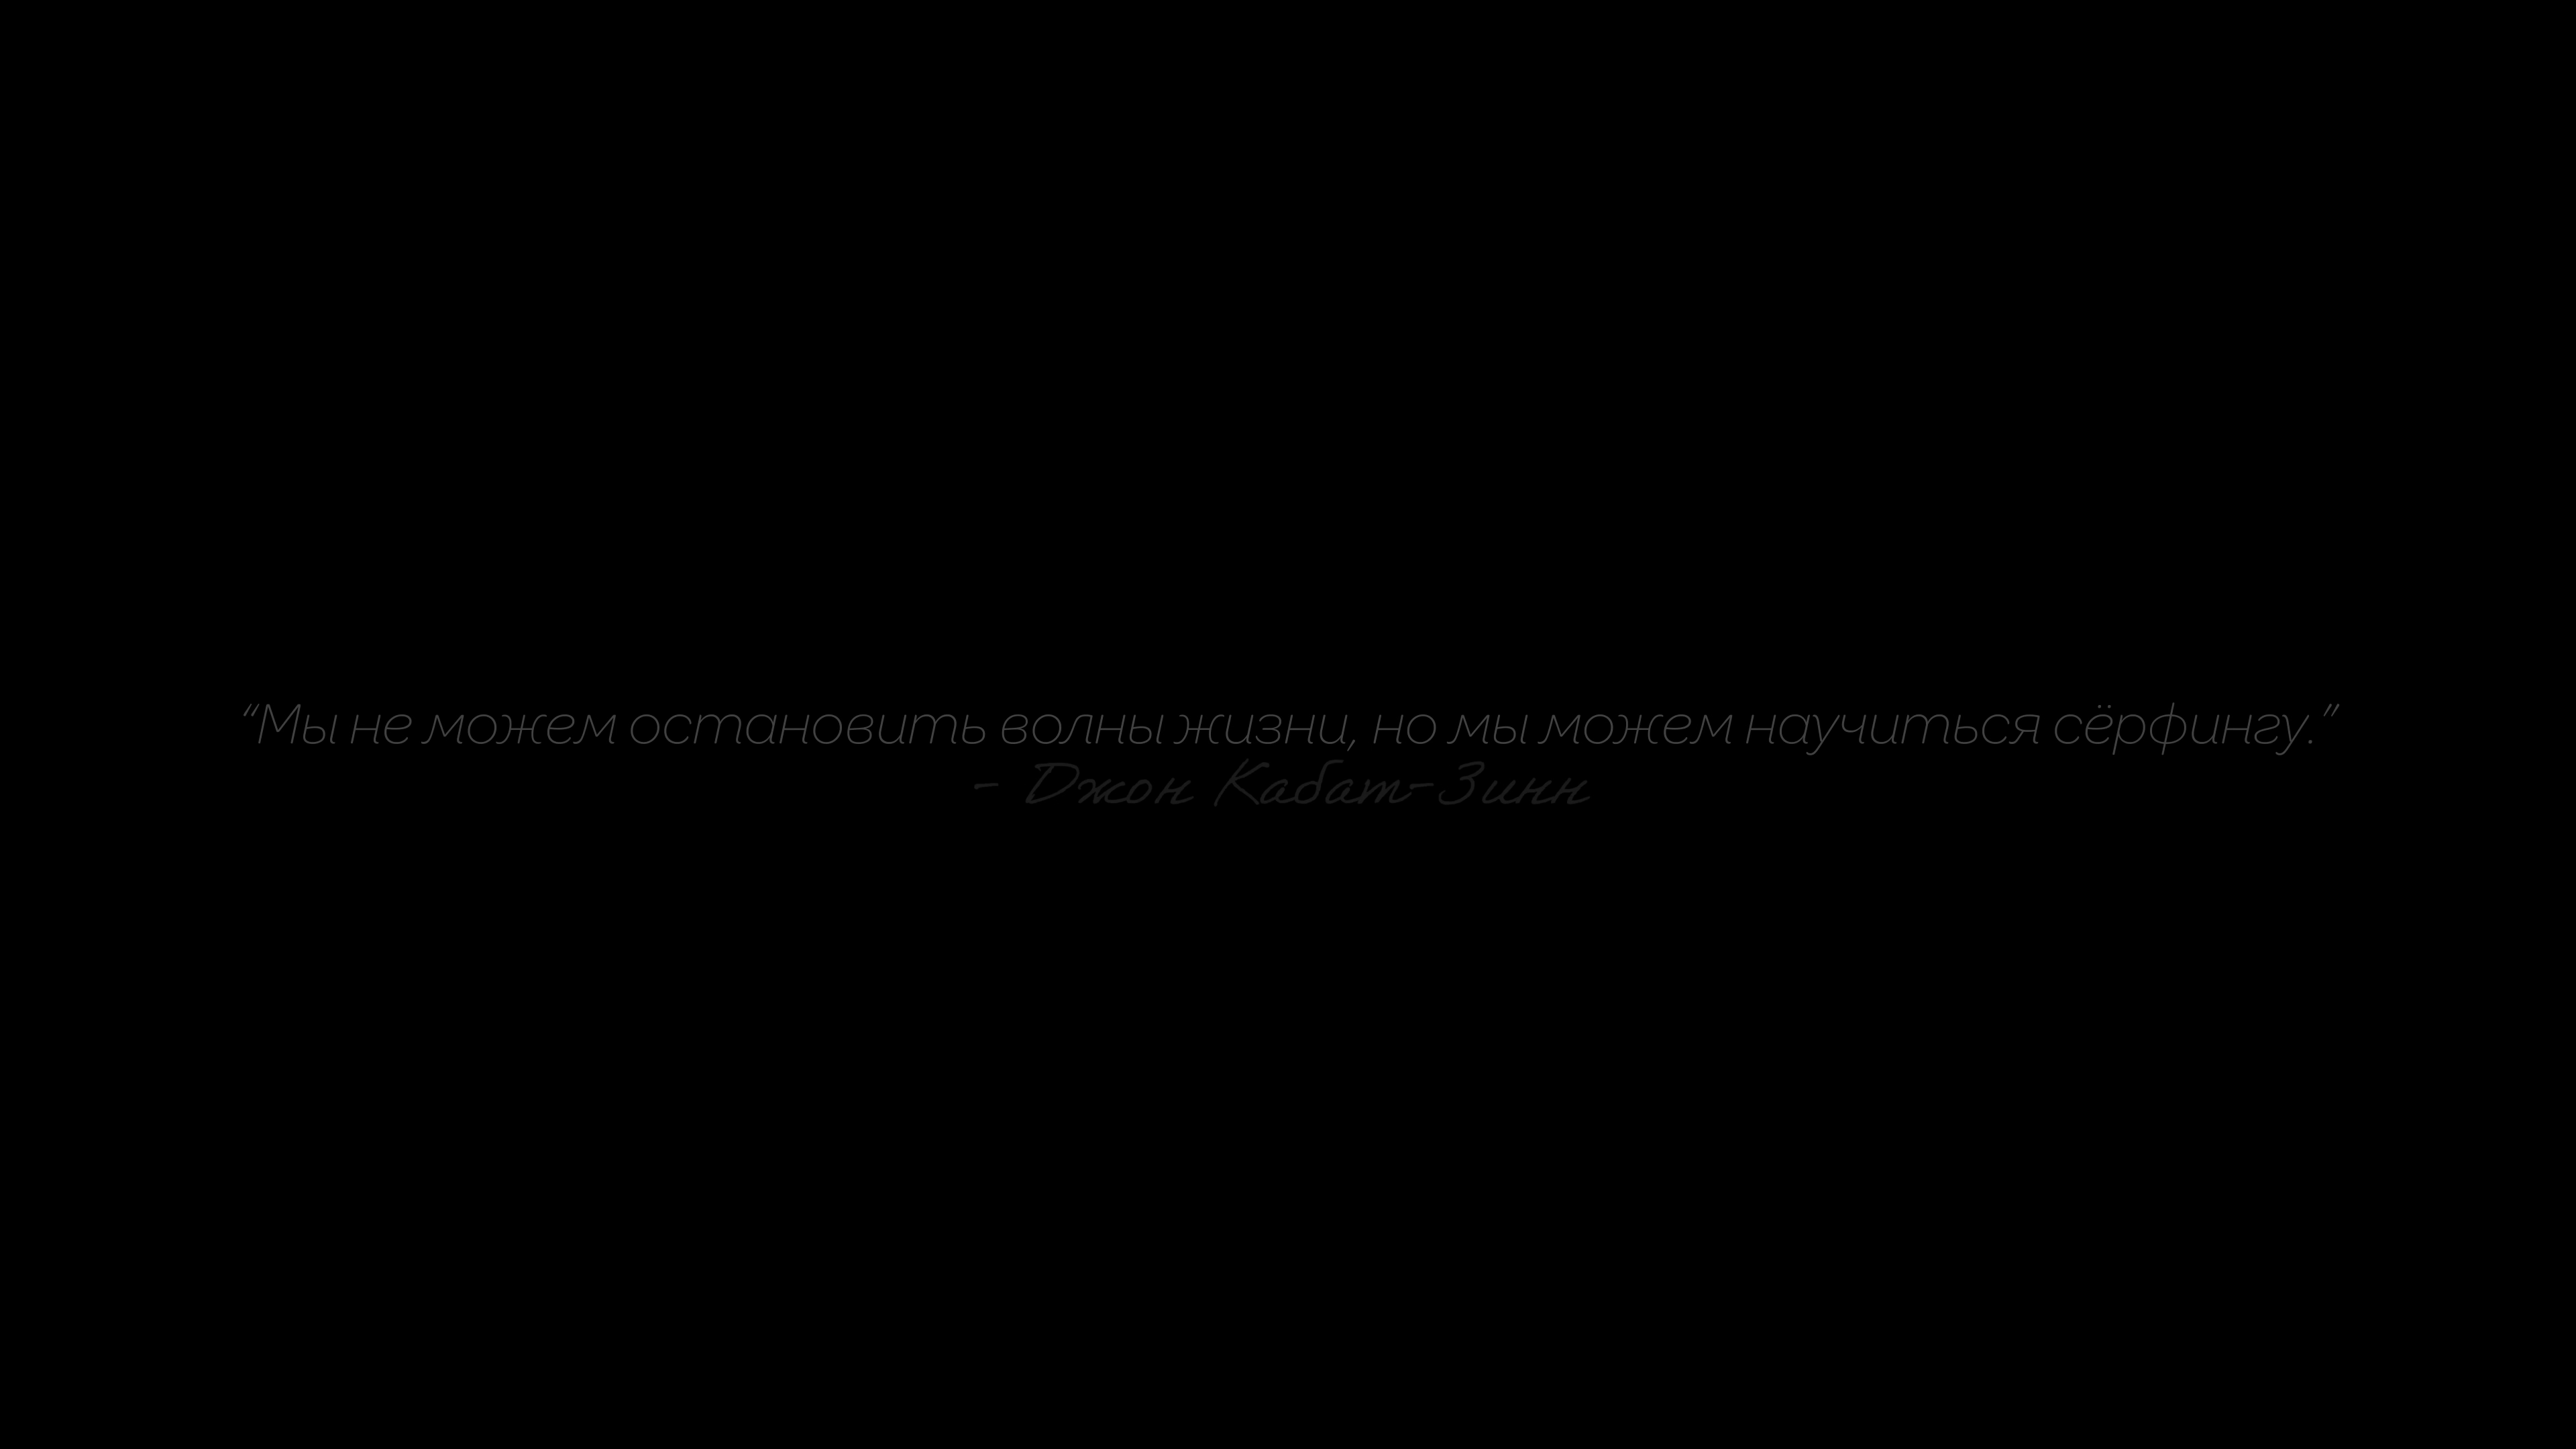 “Мы не можем остановить волны жизни, но мы можем научиться сёрфингу.”
- Джон Кабат-Зинн